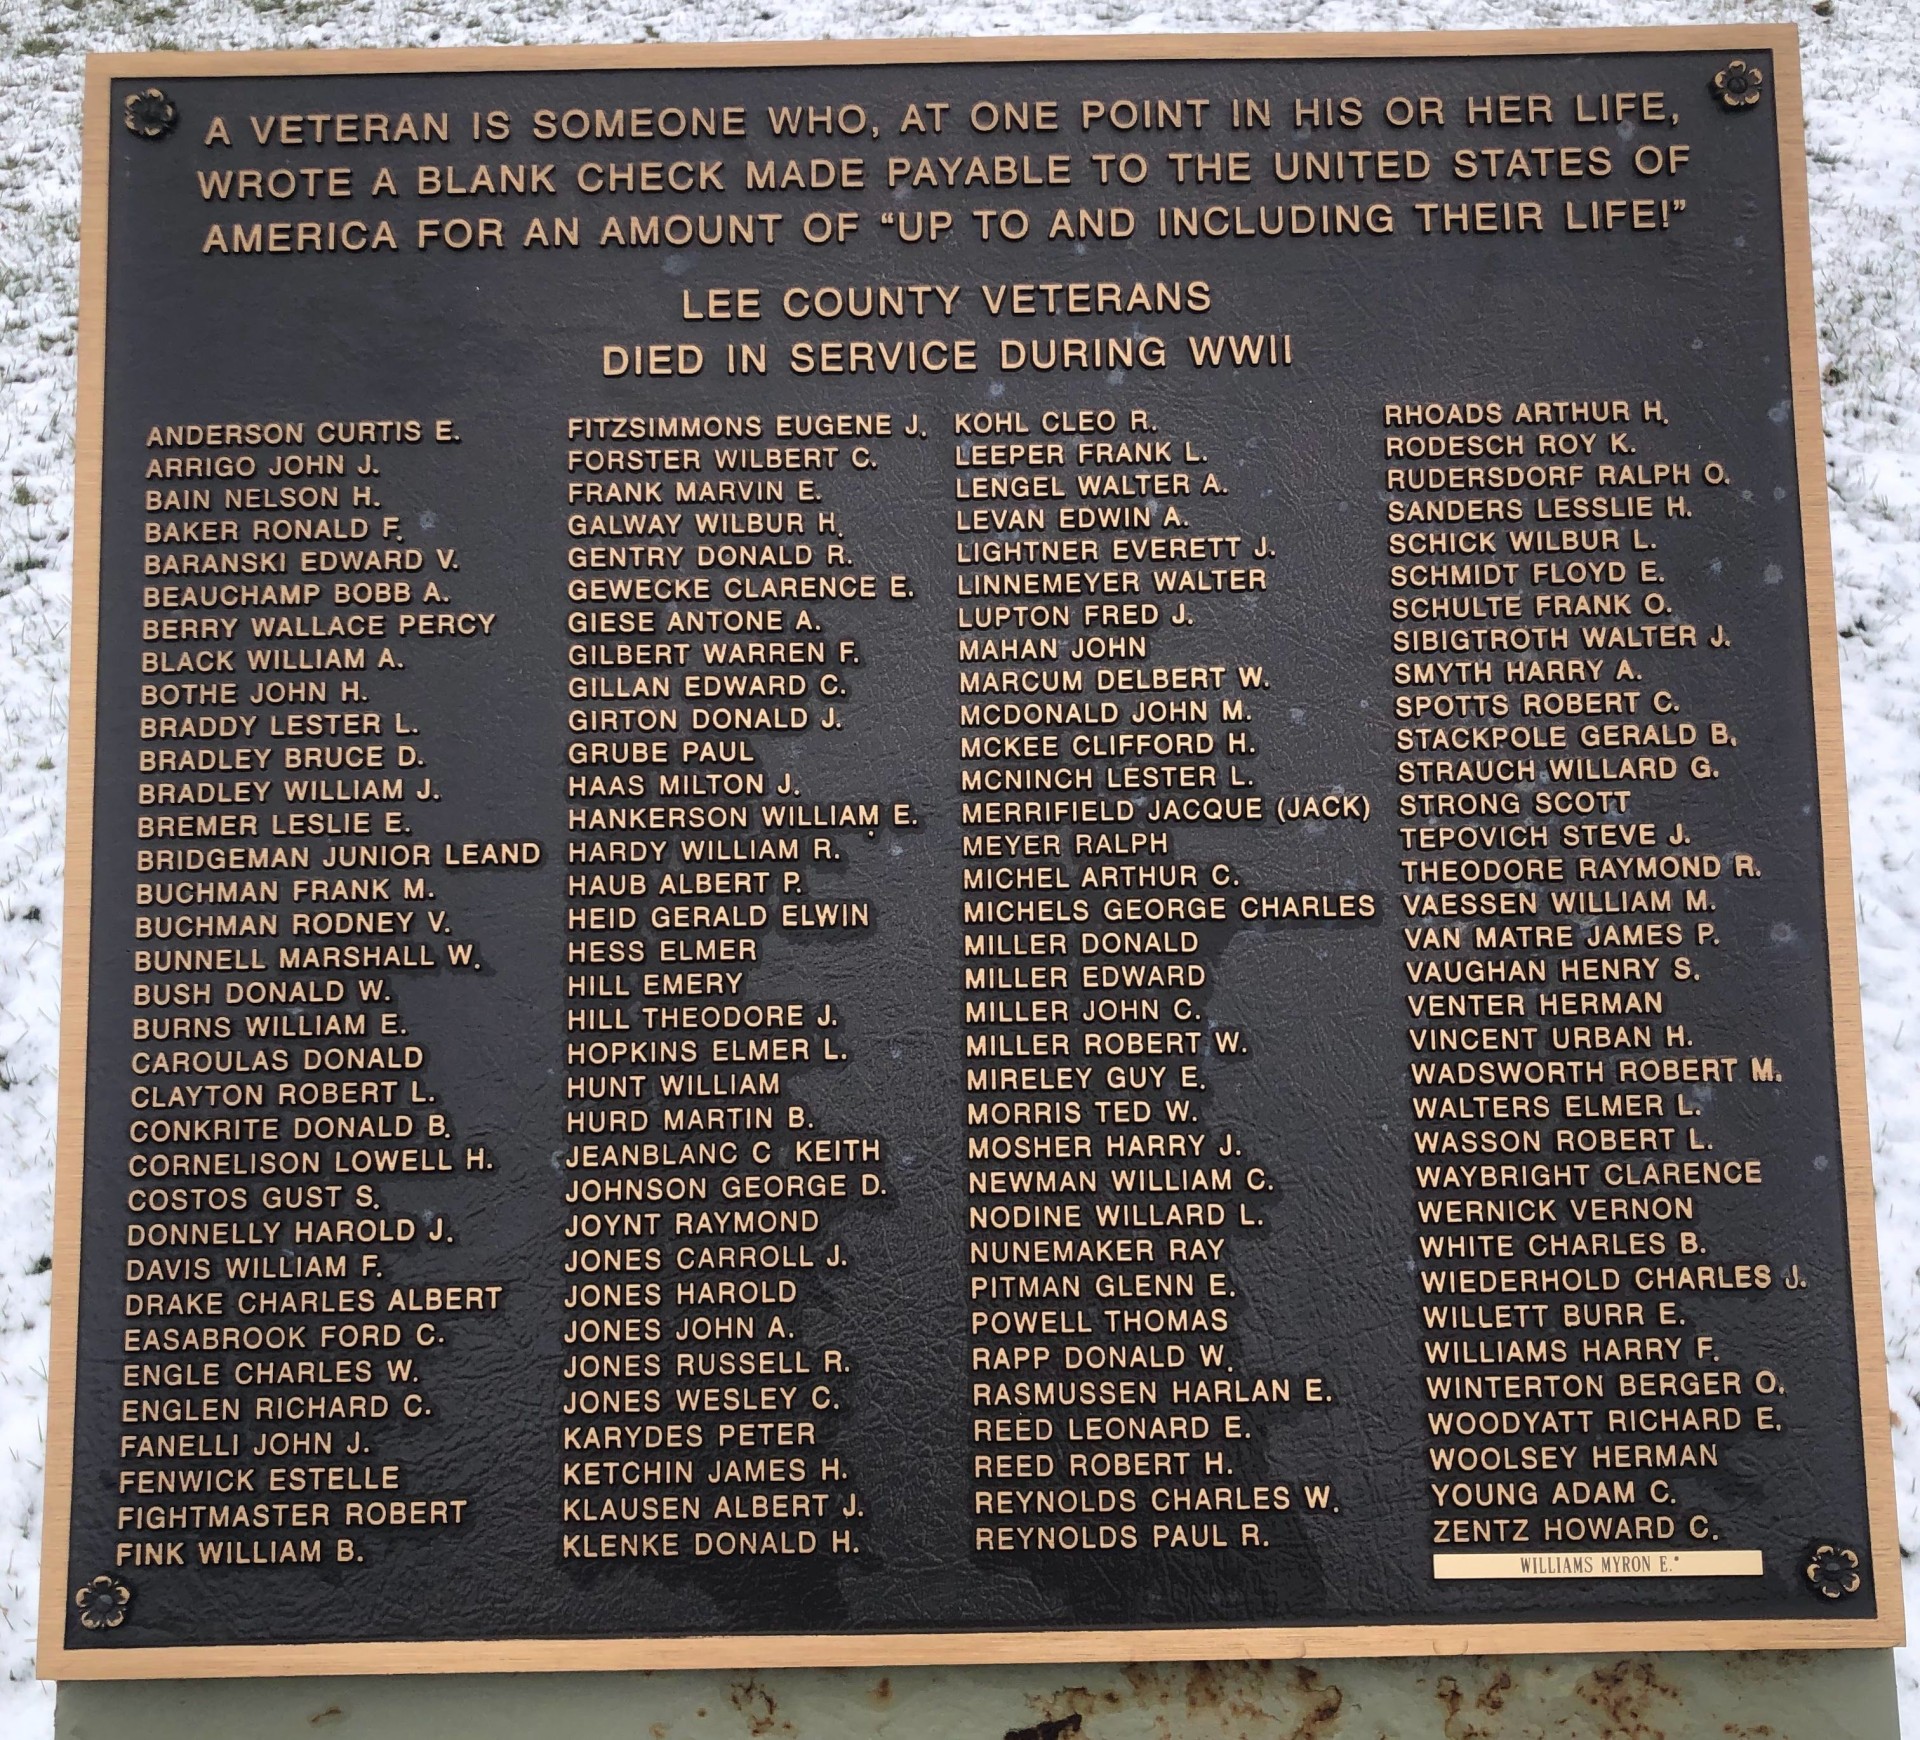 A VETERAN IS SOMEONE WHO, AT ONE POINT IN HIS OR HER LIFE,
WROTE A BLANK CHECK MADE PAYABLE TO THE UNITED STATES OF
AMERICA FOR AN AMOUNT OF “UP TO AND INCLUDING THEIR LIFE!”
LEE COUNTY VETERANS
DIED IN SERVICE DURING WWII
ANDERSON CURTIS E.
ARRIGO JOHN J.
BAIN NELSON H.
BAKER RONALD F.
BARANSKI EDWARD V.
BEAUCHAMP BOBB A.
BERRY WALLACE PERCY
BLACK WILLIAM A.
BOTHE JOHN H.
BRADDY LESTER L.
BRADLEY BRUCE D.
BRADLEY WILLIAM J.
BREMER LESLIE E.
BRIDGEMAN JUNIOR LEAND
BUCHMAN FRANK M.
BUCHMAN RODNEY V.
BUNNELL MARSHALL W.
BUSH DONALD W.
BURNS WILLIAM E.
CAROULAS DONALD
CLAYTON ROBERT L.
CONKRITE DONALD B.
CORNELISON LOWELL H.
COSTOS GUST S.
DONNELLY HAROLD J.
DAVIS WILLIAM F.
DRAKE CHARLES ALBERT
EASABROOK FORD C.
ENGLE CHARLES W.
ENGLEN RICHARD C.
FANELLI JOHN J.
FENWICK ESTELLE
FIGHTMASTER ROBERT
FINK WILLIAM B.
FITZSIMMONS EUGENE J.
FORSTER WILBERT C.
FRANK MARVIN E.
GALWAY WILBUR H.
GENTRY DONALD R.
GEWECKE CLARENCE E.
GIESE ANTONE A.
GILBERT WARREN F.
GILLAN EDWARD C.
GIRTON DONALD J.
GRUBE PAUL
HAAS MILTON J.
HANKERSON WILLIAM E.
HARDY WILLIAM R.
HAUB ALBERT P.
HEID GERALD ELWIN
HESS ELMER
HILL EMERY
HILL THEODORE J.
HOPKINS ELMER L.
HUNT WILLIAM
HURD MARTIN B.
JEANBLANC C KEITH
JOHNSON GEORGE D.
JOYNT RAYMOND
JONES CARROLL J.
JONES HAROLD
JONES JOHN A.
JONES RUSSELL R.
JONES WESLEY C.
KARYDES PETER
KETCHIN JAMES H.
KLAUSEN ALBERT J.
KLENKE DONALD H.
KOHL CLEO R.
LEEPER FRANK L.
LENGEL WALTER A.
LEVAN EDWIN A.
LIGHTNER EVERETT J.
LINNEMEYER WALTER
LUPTON FRED J.
MAHAN JOHN
MARCUM DELBERT W.
MCDONALD JOHN M.
MCKEE CLIFFORD H.
MCNINCH LESTER L.
MERRIFIELD JACQUE (JACK)
MEYER RALPH
MICHEL ARTHUR C.
MICHELS GEORGE CHARLES
MILLER DONALD
MILLER EDWARD
MILLER JOHN C.
MILLER ROBERT W.
MIRELEY GUY E.
MORRIS TED W.
MOSHER HARRY J.
NEWMAN WILLIAM C.
NODINE WILLARD L.
NUNEMAKER RAY
PITMAN GLENN E.
POWELL THOMAS
RAPP DONALD W.
RASMUSSEN HARLAN E.
REED LEONARD E.
REED ROBERT H.
REYNOLDS CHARLES W.
REYNOLDS PAUL R.
RHOADS ARTHUR H.
RODESCH ROY K.
RUDERSDORF RALPH O.
SANDERS LESSLIE H.
SCHICK WILBUR L.
SCHMIDT FLOYD E.
SCHULTE FRANK O.
SIBIGTROTH WALTER J.
SMYTH HARRY A.
SPOTTS ROBERT C.
STACKPOLE GERALD B.
STRAUCH WILLARD G.
STRONG SCOTT
TEPOVICH STEVE J.
THEODORE RAYMOND R.
VAESSEN WILLIAM M.
VAN MATRE JAMES P.
VAUGHAN HENRY S.
VENTER HERMAN
VINCENT URBAN H.
WADSWORTH ROBERT M.
WALTERS ELMER L.
WASSON ROBERT L.
WAYBRIGHT CLARENCE
WERNICK VERNON
WHITE CHARLES B.
WIEDERHOLD CHARLES J.
WILLETT BURR E.
WILLIAMS HARRY F.
WINTERTON BERGER O.
WOODYATT RICHARD E.
WOOLSEY HERMAN
YOUNG ADAM C.
ZENTZ HOWARD C.
WILLIAMS MYRON E.*